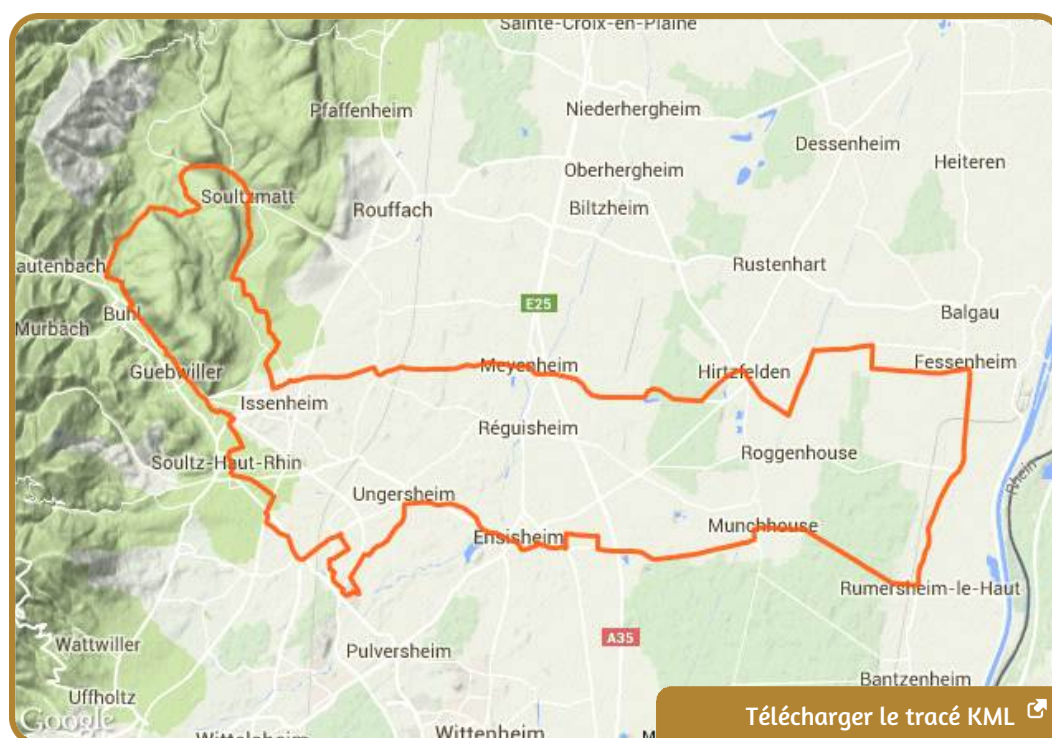 Sainte-Croix-en-Plaine
Pfaffenheim
Niederhergheim
Dessenheim
Oberhergheim
Heiteren
Soultzmatt
Rouffach
Biltzheim
autenbach
Rustenhart
E25
Buhl
Balgau
Murbach
Guebwiller
Meyenheim
Hirtzfelden
Fessenheim
Issenheim
Réguisheim
Soultz-Haut-Rhin
Roggenhouse
Rhein
Ungersheim
Ensisheim
Munchhouse
Rumersheim-le-Haut
Wattwiller
Pulversheim
A35
Bantzenheim
Uffholtz
Google
Wittelsheim
Wittenheim
M
Télécharger le tracé KML